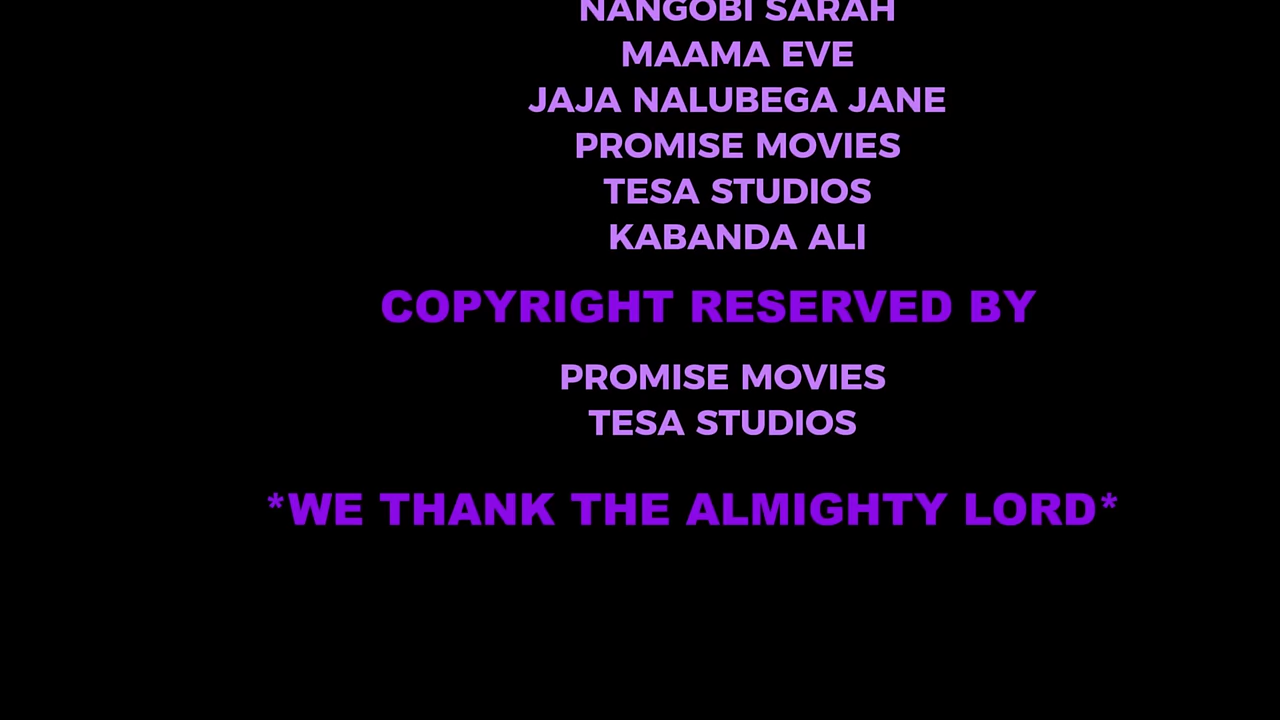 NANGOBI SARAH
MAAMA EVE
JAJA NALUBEGA JANE
PROMISE MOVIES
TESA STUDIOS
KABANDA ALI
COPYRIGHT RESERVED BY
PROMISE MOVIES
TESA STUDIOS
*WE THANK THE ALMIGHTY LORD*